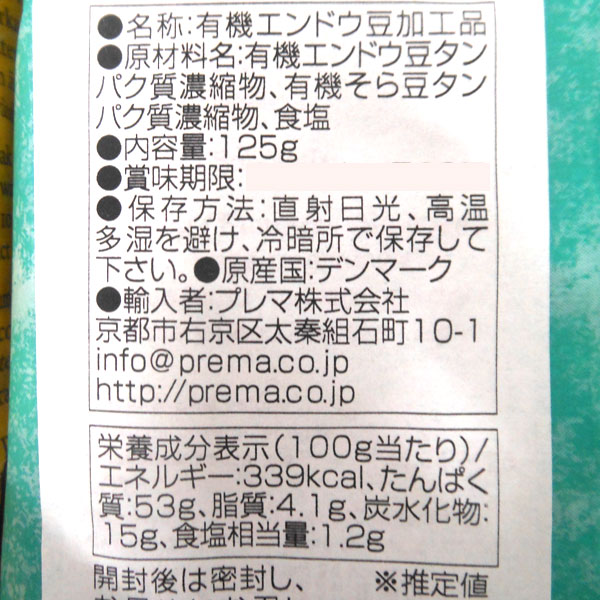 ●名称:有機エンドウ豆加工品
●原材料名:有機エンドウ豆タン
パク質濃縮物、有機そら豆タン
パク質濃縮物、食塩
●内容量:125g
●賞味期限:
●保存方法:直射日光、高温
多湿を避け、冷暗所で保存して
下さい。●原産国:デンマーク
●輸入者:プレマ株式会社
京都市右京区太秦組石町10-1
info@prema.co.jp
http://prema.co.jp
栄養成分表示(100g当たり)/
エネルギー:339kcal、たんぱく
質:53g、脂質:4.1g、炭水化物:
15g、食塩相当量:1.2g
開封後は密封し、 ※推定値